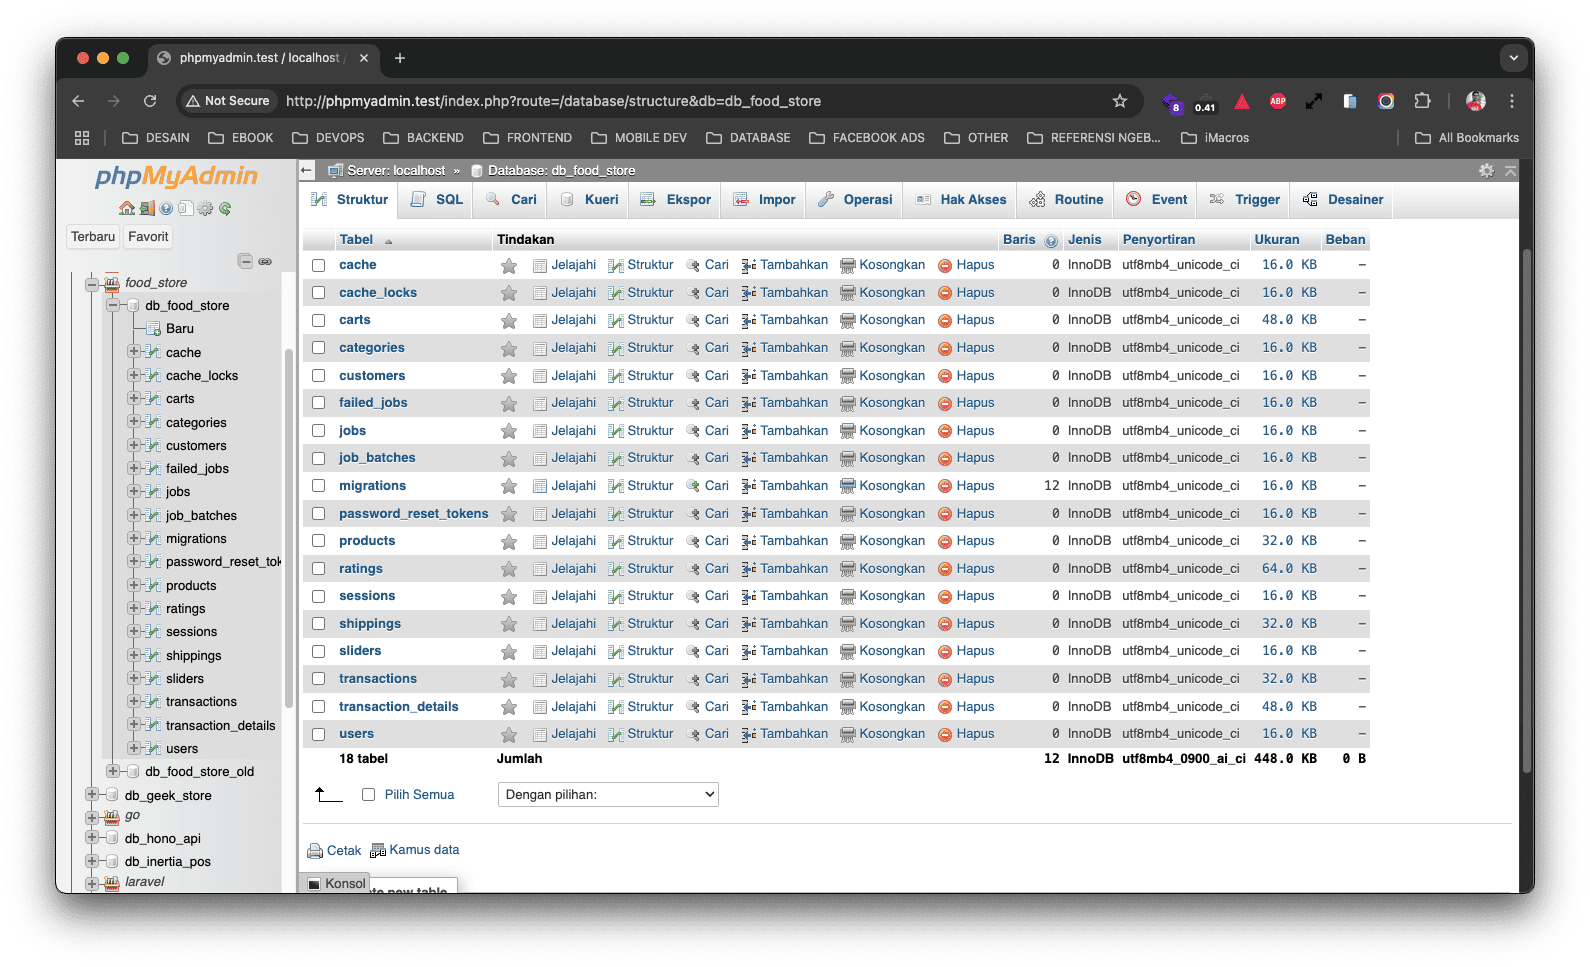 phpmyadmin.test / localhost /
Not Secure http://phpmyadmin.test/index.php?route=/database/structure&db=db_food_store 8 0.41 ABP
DESAIN EBOOK DEVOPS BACKEND FRONTEND MOBILE DEV DATABASE FACEBOOK ADS OTHER REFERENSI NGEB... iMacros All Bookmarks
phpMyAdmin
Terbaru Favorit
food_store
db_food_store
Baru
cache
cache_locks
carts
categories
customers
failed_jobs
jobs
job_batches
migrations
password_reset_tok
products
ratings
sessions
shippings
sliders
transactions
transaction_details
users
db_food_store_old
db_geek_store
go
db_hono_api
db_inertia_pos
laravel
Server: localhost » Database: db_food_store
Struktur SQL Cari Kueri Ekspor Impor Operasi Hak Akses Routine Event Trigger Desainer
Tabel Tindakan Baris Jenis Penyortiran Ukuran Beban
cache Jelajahi Struktur Cari Tambahkan Kosongkan Hapus 0 InnoDB utf8mb4_unicode_ci 16.0 KB –
cache_locks Jelajahi Struktur Cari Tambahkan Kosongkan Hapus 0 InnoDB utf8mb4_unicode_ci 16.0 KB –
carts Jelajahi Struktur Cari Tambahkan Kosongkan Hapus 0 InnoDB utf8mb4_unicode_ci 48.0 KB –
categories Jelajahi Struktur Cari Tambahkan Kosongkan Hapus 0 InnoDB utf8mb4_unicode_ci 16.0 KB –
customers Jelajahi Struktur Cari Tambahkan Kosongkan Hapus 0 InnoDB utf8mb4_unicode_ci 16.0 KB –
failed_jobs Jelajahi Struktur Cari Tambahkan Kosongkan Hapus 0 InnoDB utf8mb4_unicode_ci 16.0 KB –
jobs Jelajahi Struktur Cari Tambahkan Kosongkan Hapus 0 InnoDB utf8mb4_unicode_ci 16.0 KB –
job_batches Jelajahi Struktur Cari Tambahkan Kosongkan Hapus 0 InnoDB utf8mb4_unicode_ci 16.0 KB –
migrations Jelajahi Struktur Cari Tambahkan Kosongkan Hapus 12 InnoDB utf8mb4_unicode_ci 16.0 KB –
password_reset_tokens Jelajahi Struktur Cari Tambahkan Kosongkan Hapus 0 InnoDB utf8mb4_unicode_ci 16.0 KB –
products Jelajahi Struktur Cari Tambahkan Kosongkan Hapus 0 InnoDB utf8mb4_unicode_ci 32.0 KB –
ratings Jelajahi Struktur Cari Tambahkan Kosongkan Hapus 0 InnoDB utf8mb4_unicode_ci 64.0 KB –
sessions Jelajahi Struktur Cari Tambahkan Kosongkan Hapus 0 InnoDB utf8mb4_unicode_ci 16.0 KB –
shippings Jelajahi Struktur Cari Tambahkan Kosongkan Hapus 0 InnoDB utf8mb4_unicode_ci 32.0 KB –
sliders Jelajahi Struktur Cari Tambahkan Kosongkan Hapus 0 InnoDB utf8mb4_unicode_ci 16.0 KB –
transactions Jelajahi Struktur Cari Tambahkan Kosongkan Hapus 0 InnoDB utf8mb4_unicode_ci 32.0 KB –
transaction_details Jelajahi Struktur Cari Tambahkan Kosongkan Hapus 0 InnoDB utf8mb4_unicode_ci 48.0 KB –
users Jelajahi Struktur Cari Tambahkan Kosongkan Hapus 0 InnoDB utf8mb4_unicode_ci 16.0 KB –
18 tabel Jumlah 12 InnoDB utf8mb4_0900_ai_ci 448.0 KB 0 B
Pilih Semua Dengan pilihan:
Cetak Kamus data
Konsol te new table